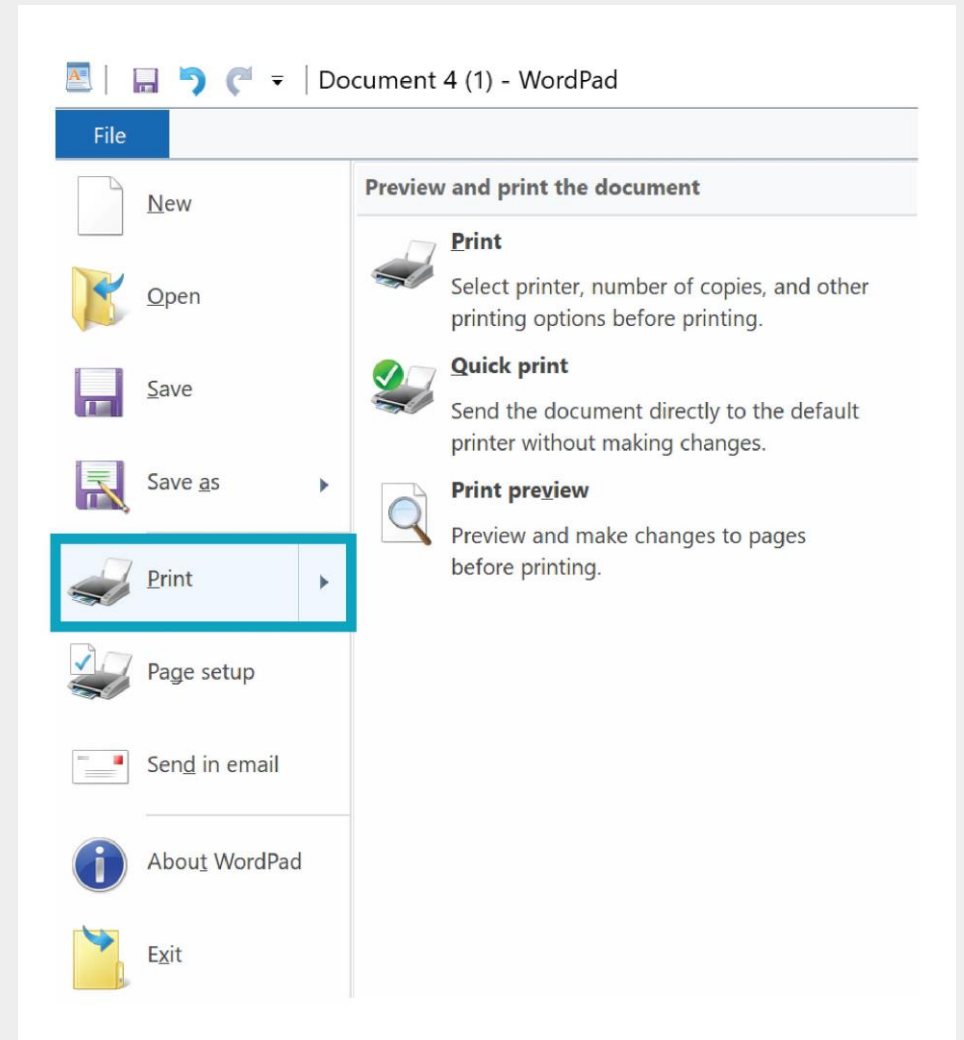 Document 4 (1) - WordPad
File
New
Open
Save
Save as
Print
Page setup
Send in email
About WordPad
Exit
Preview and print the document
Print
Select printer, number of copies, and other
printing options before printing.
Quick print
Send the document directly to the default
printer without making changes.
Print preview
Preview and make changes to pages
before printing.